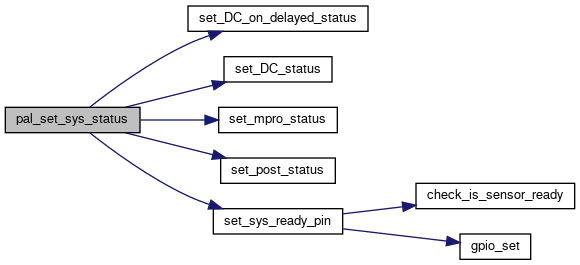 set_DC_on_delayed_status
set_DC_status
pal_set_sys_status
set_mpro_status
set_post_status
set_sys_ready_pin
check_is_sensor_ready
gpio_set